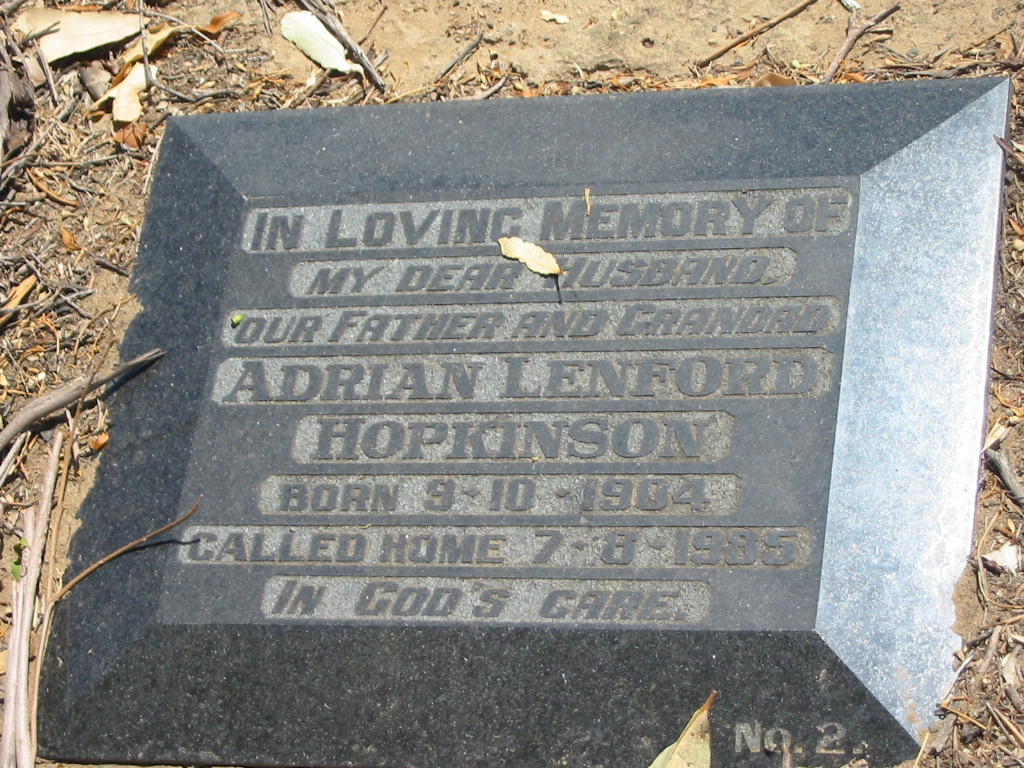 IN LOVING MEMORY OF
MY DEAR HUSBAND,
OUR FATHER AND GRANDAD
ADRIAN LENFORD
HOPKINSON
BORN 9-10-1904.
CALLED HOME 7-8-1985
IN GOD'S CARE.
No. 2.